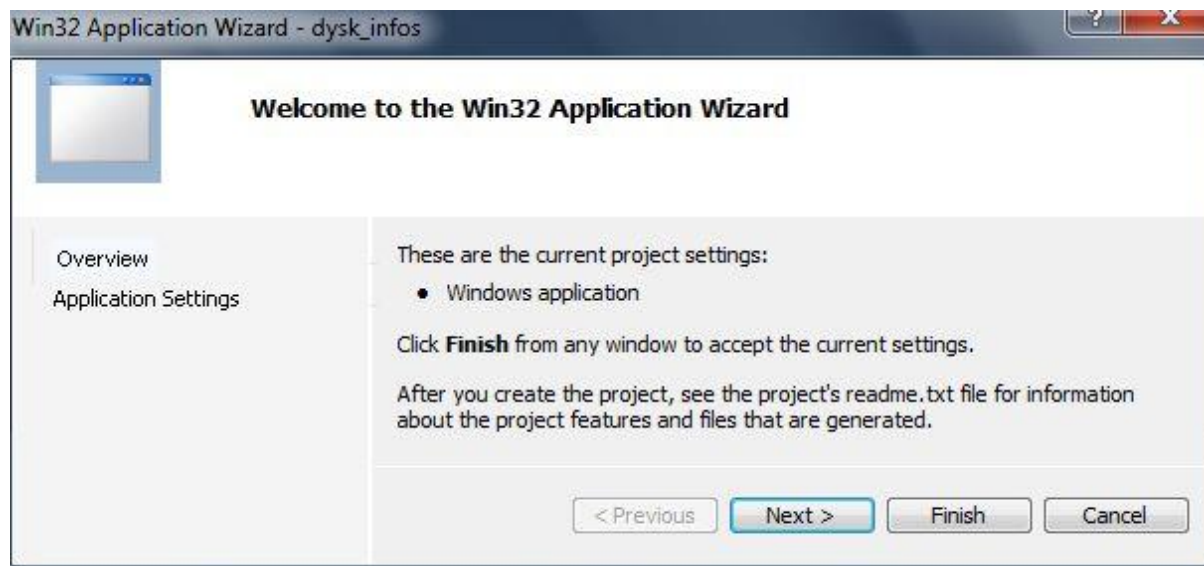 Win32 Application Wizard - dysk_infos
? X
Welcome to the Win32 Application Wizard
Overview
Application Settings
These are the current project settings:
• Windows application
Click Finish from any window to accept the current settings.
After you create the project, see the project's readme.txt file for information
about the project features and files that are generated.
< Previous Next > Finish Cancel